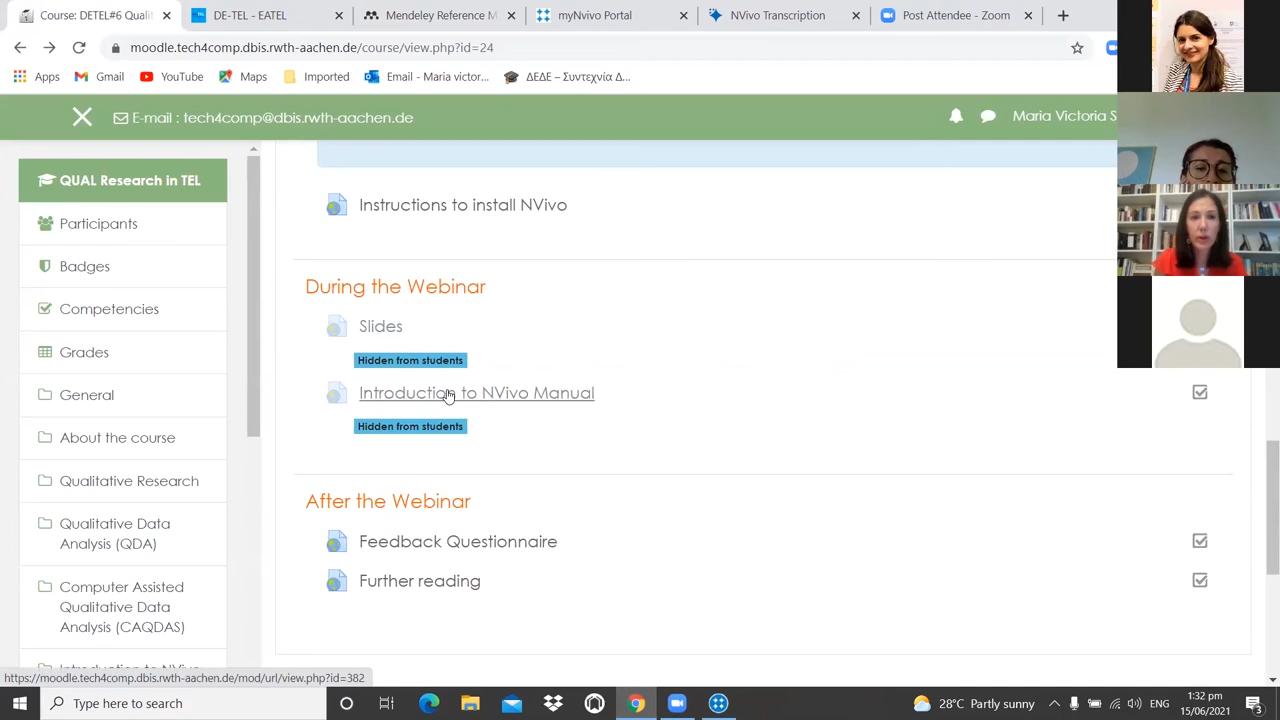 Course: DETEL#6 Quali
DE-TEL - EATEL
Mendeley Reference M
myNvivo Portal
NVivo Transcription
Post Attendee - Zoom
moodle.tech4comp.dbis.rwth-aachen.de/course/view.php?id=24
Apps
Gmail
YouTube
Maps
Imported
Email - Maria victor...
ΔΕΔΕ – Συντεχνία Δ...
E-mail : tech4comp@dbis.rwth-aachen.de
Maria Victoria S
QUAL Research in TEL
Participants
Badges
Competencies
Grades
General
About the course
Qualitative Research
Qualitative Data
Analysis (QDA)
Computer Assisted
Qualitative Data
Analysis (CAQDAS)
Introduction to NVivo
Instructions to install NVivo
During the Webinar
Slides
Hidden from students
Introduction to NVivo Manual
Hidden from students
After the Webinar
Feedback Questionnaire
Further reading
https://moodle.tech4comp.dbis.rwth-aachen.de/mod/url/view.php?id=382
Type here to search
28°C Partly sunny
ENG
1:32 pm
15/06/2021
3